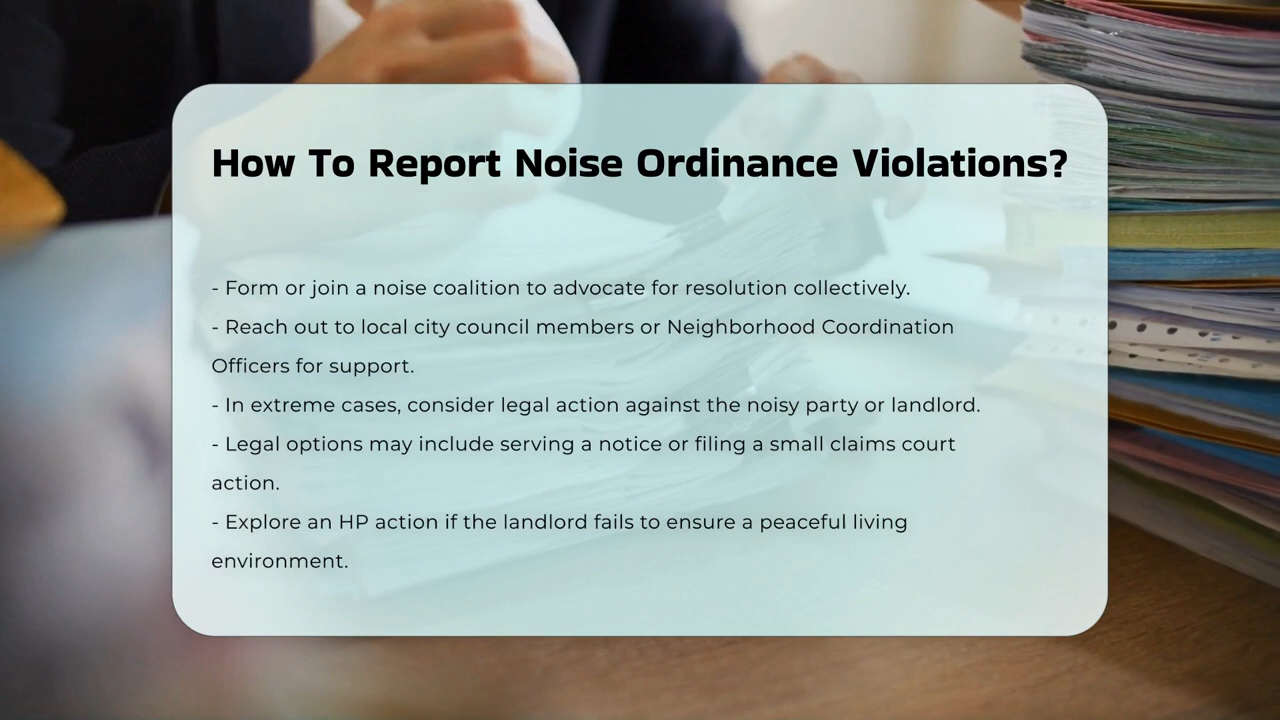 How To Report Noise Ordinance Violations?
- Form or join a noise coalition to advocate for resolution collectively.
- Reach out to local city council members or Neighborhood Coordination
Officers for support.
- In extreme cases, consider legal action against the noisy party or landlord.
- Legal options may include serving a notice or filing a small claims court
action.
- Explore an HP action if the landlord fails to ensure a peaceful living
environment.